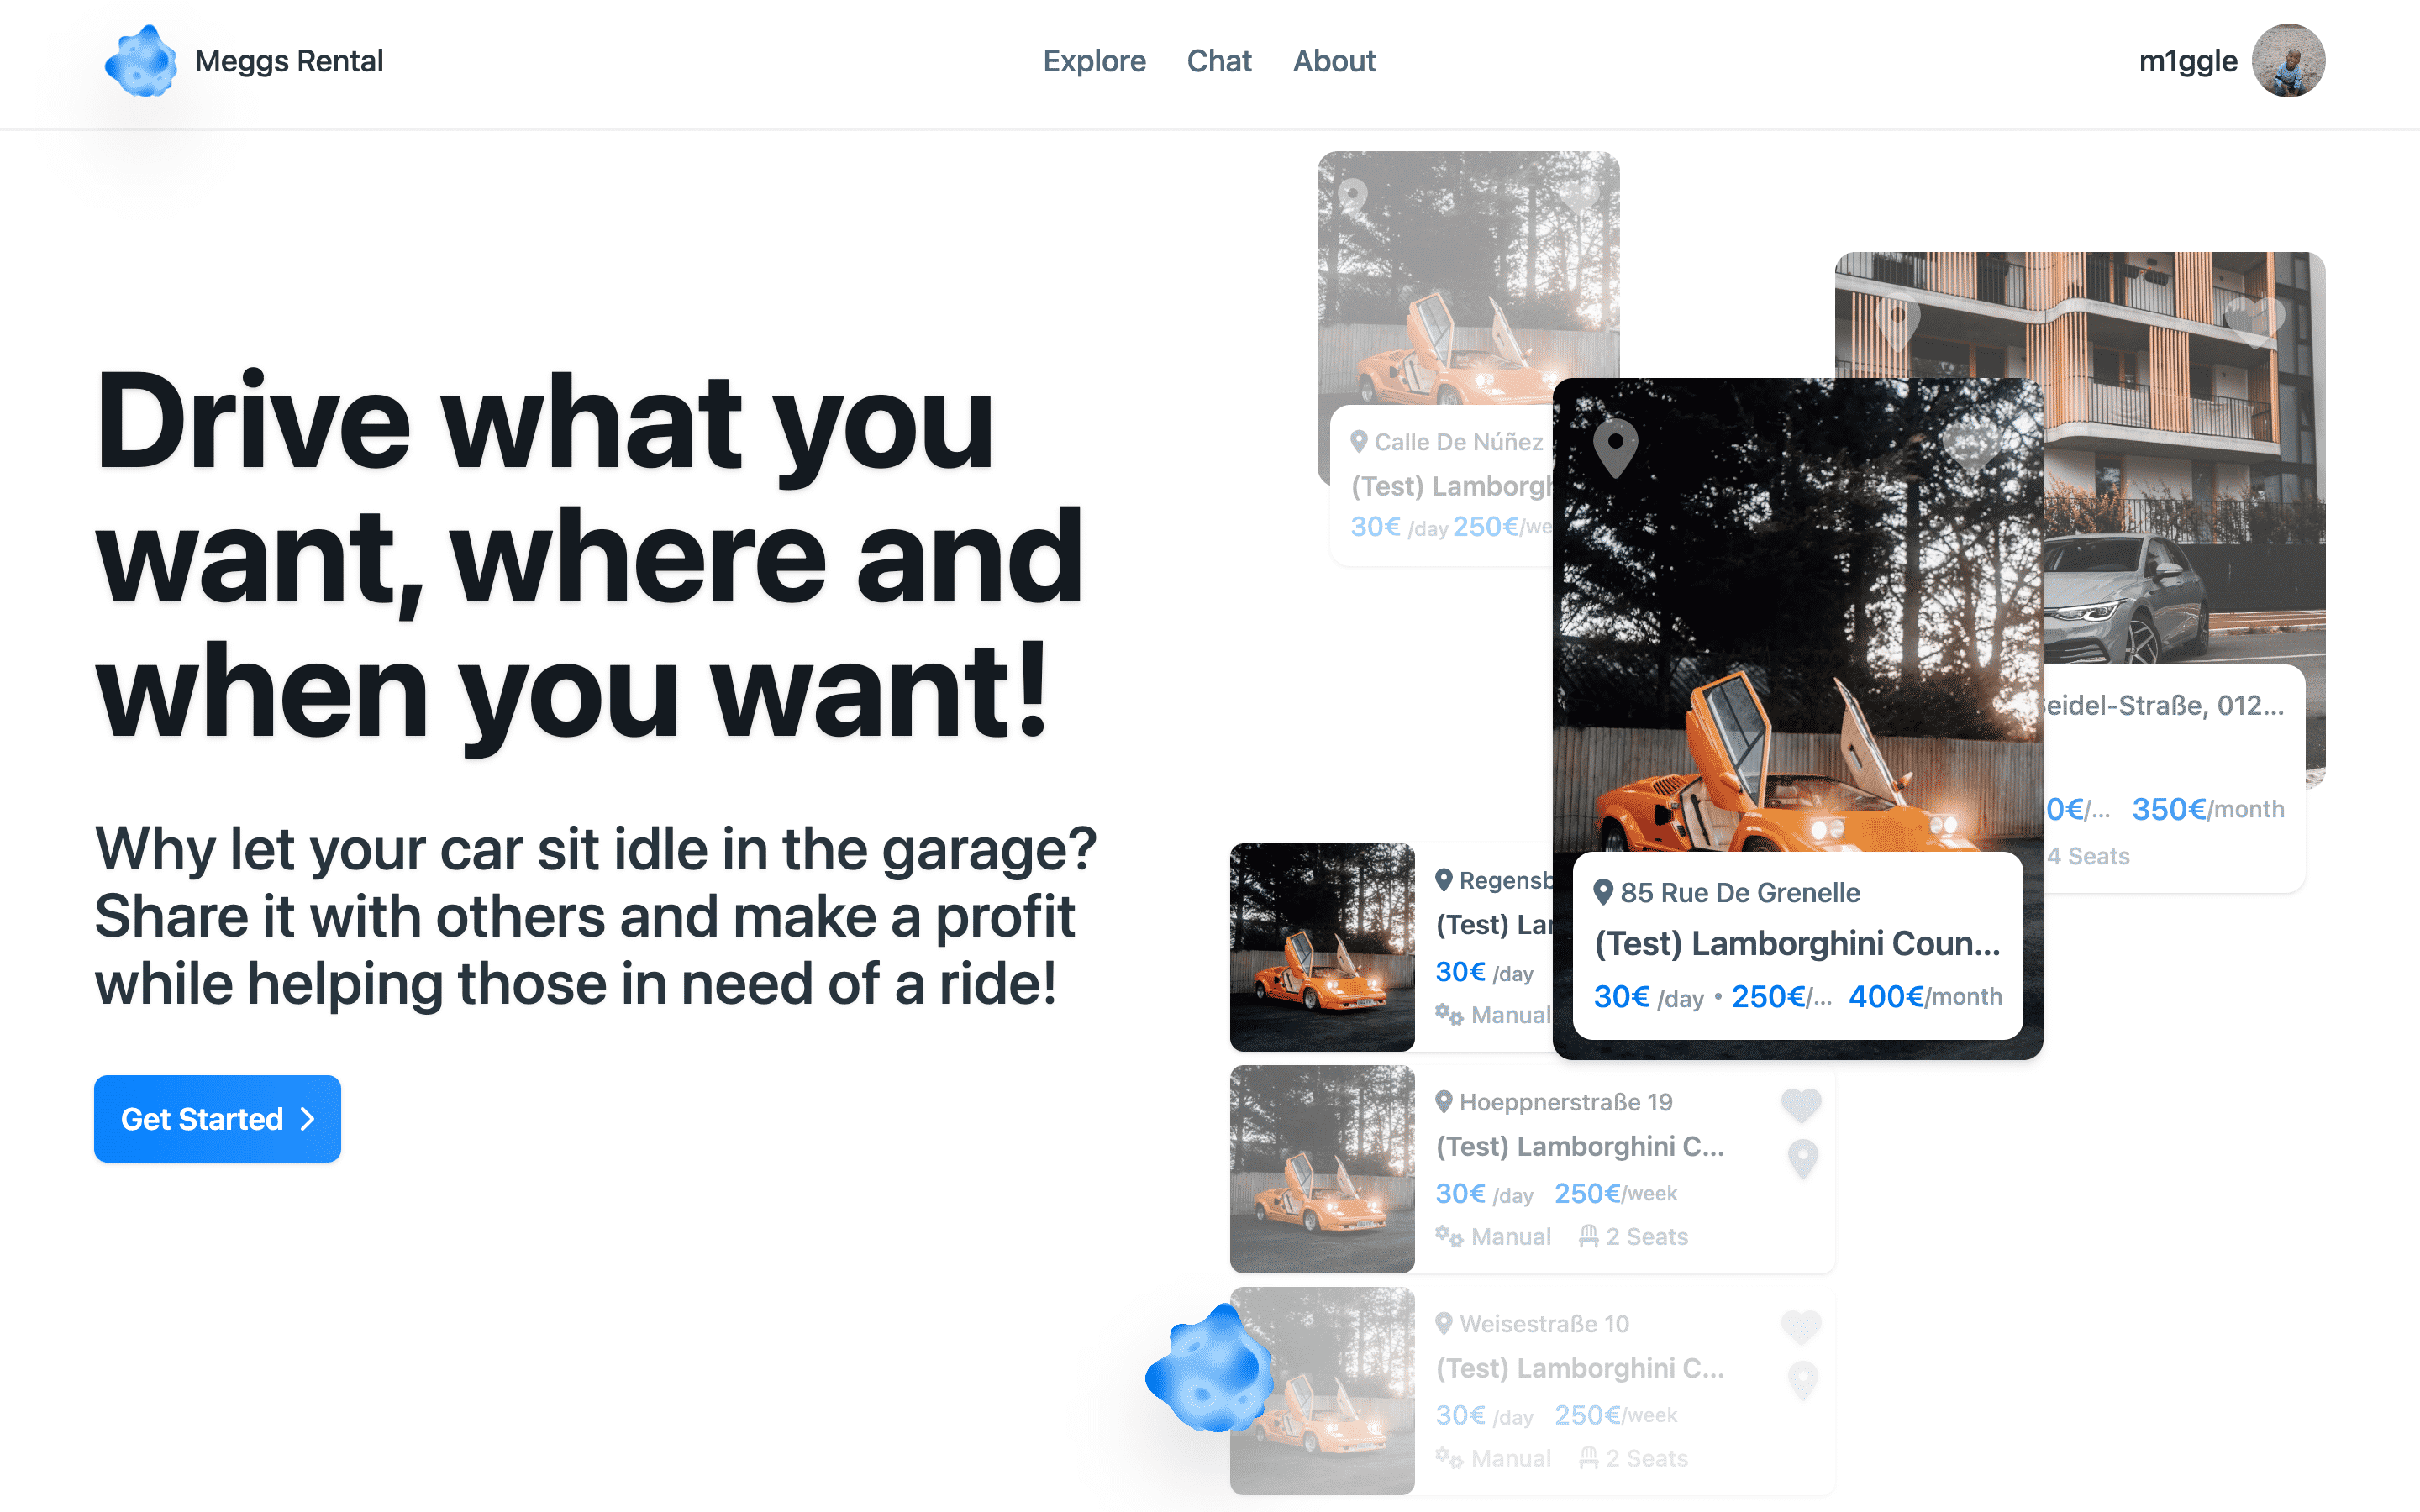 Meggs Rental
Explore
Chat
About
m1ggle
Drive what you
want, where and
when you want!
Why let your car sit idle in the garage?
Share it with others and make a profit
while helping those in need of a ride!
Get Started
Calle De Núñez
(Test) Lamborgh
30€ /day 250€/we
eidel-Straße, 012...
0€/... 350€/month
4 Seats
85 Rue De Grenelle
(Test) Lamborghini Coun...
30€ /day • 250€/... 400€/month
Regensb
(Test) Lar
30€ /day
Manual
Hoeppnerstraße 19
(Test) Lamborghini C...
30€ /day 250€/week
Manual 2 Seats
Weisestraße 10
(Test) Lamborghini C...
30€ /day 250€/week
Manual 2 Seats